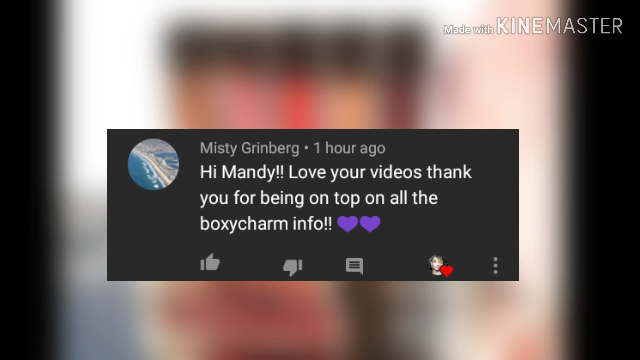 Made with KINEMASTER
Misty Grinberg • 1 hour ago
Hi Mandy!! Love your videos thank
you for being on top on all the
boxycharm info!! 💜💜